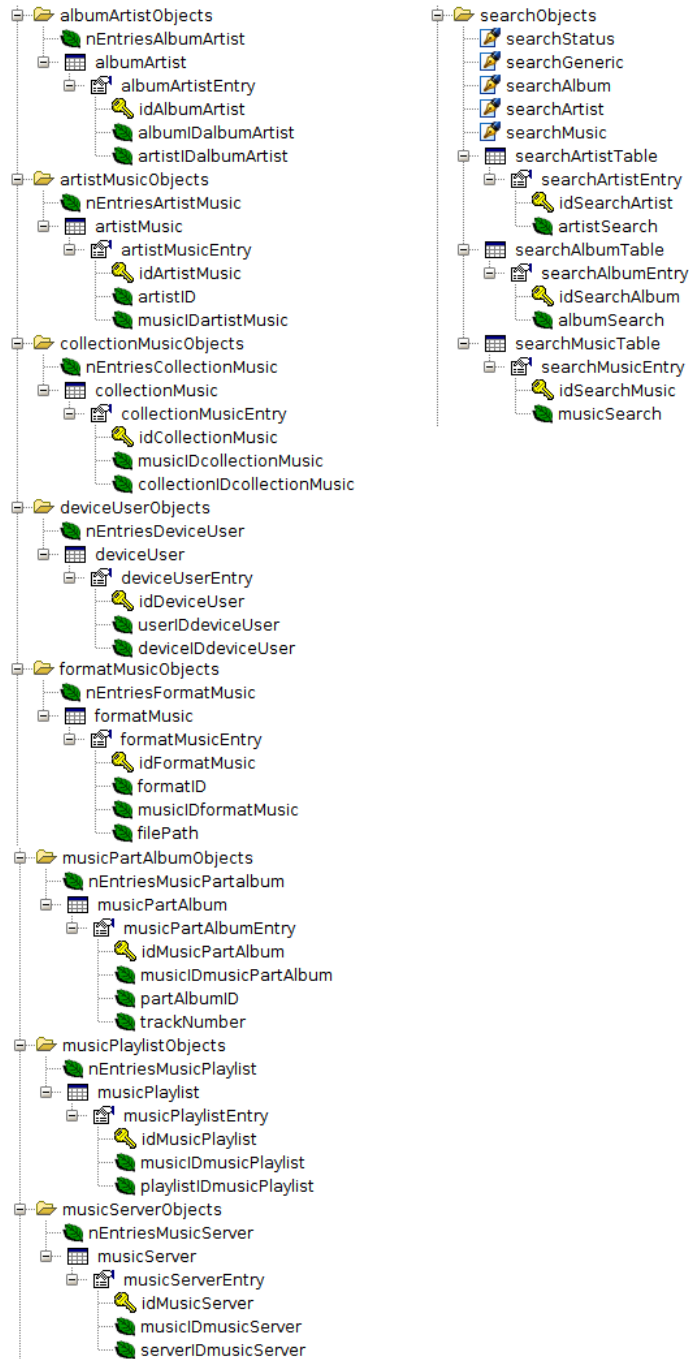 albumArtistObjects
nEntriesAlbumArtist
albumArtist
albumArtistEntry
idAlbumArtist
albumIDalbumArtist
artistIDalbumArtist
artistMusicObjects
nEntriesArtistMusic
artistMusic
artistMusicEntry
idArtistMusic
artistID
musicIDartistMusic
collectionMusicObjects
nEntriesCollectionMusic
collectionMusic
collectionMusicEntry
idCollectionMusic
musicIDcollectionMusic
collectionIDcollectionMusic
deviceUserObjects
nEntriesDeviceUser
deviceUser
deviceUserEntry
idDeviceUser
userIDdeviceUser
deviceIDdeviceUser
formatMusicObjects
nEntriesFormatMusic
formatMusic
formatMusicEntry
idFormatMusic
formatID
musicIDformatMusic
filePath
musicPartAlbumObjects
nEntriesMusicPartalbum
musicPartAlbum
musicPartAlbumEntry
idMusicPartAlbum
musicIDmusicPartAlbum
partAlbumID
trackNumber
musicPlaylistObjects
nEntriesMusicPlaylist
musicPlaylist
musicPlaylistEntry
idMusicPlaylist
musicIDmusicPlaylist
playlistIDmusicPlaylist
musicServerObjects
nEntriesMusicServer
musicServer
musicServerEntry
idMusicServer
musicIDmusicServer
serverIDmusicServer
searchObjects
searchStatus
searchGeneric
searchAlbum
searchArtist
searchMusic
searchArtistTable
searchArtistEntry
idSearchArtist
artistSearch
searchAlbumTable
searchAlbumEntry
idSearchAlbum
albumSearch
searchMusicTable
searchMusicEntry
idSearchMusic
musicSearch